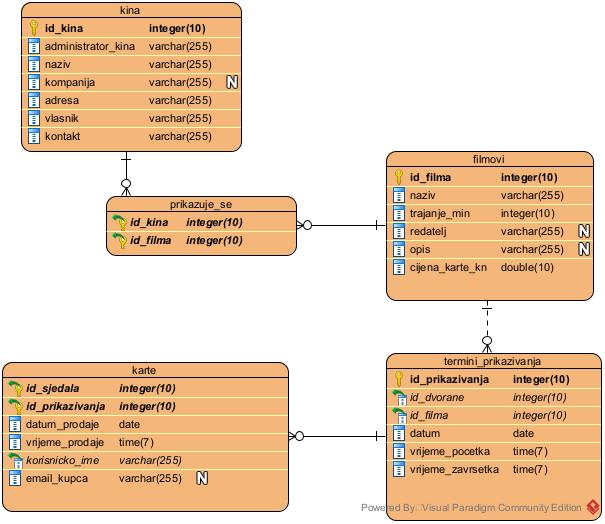 kina
id_kina integer(10)
administrator_kina varchar(255)
naziv varchar(255)
kompanija varchar(255) N
adresa varchar(255)
vlasnik varchar(255)
kontakt varchar(255)
prikazuje_se
id_kina integer(10)
id_filma integer(10)
filmovi
id_filma integer(10)
naziv varchar(255)
trajanje_min integer(10)
redatelj varchar(255) N
opis varchar(255) N
cijena_karte_kn double(10)
karte
id_sjedala integer(10)
id_prikazivanja integer(10)
datum_prodaje date
vrijeme_prodaje time(7)
korisnicko_ime varchar(255)
email_kupca varchar(255) N
termini_prikazivanja
id_prikazivanja integer(10)
id_dvorane integer(10)
id_filma integer(10)
datum date
vrijeme_pocetka time(7)
vrijeme_zavrsetka time(7)
Powered By: Visual Paradigm Community Edition